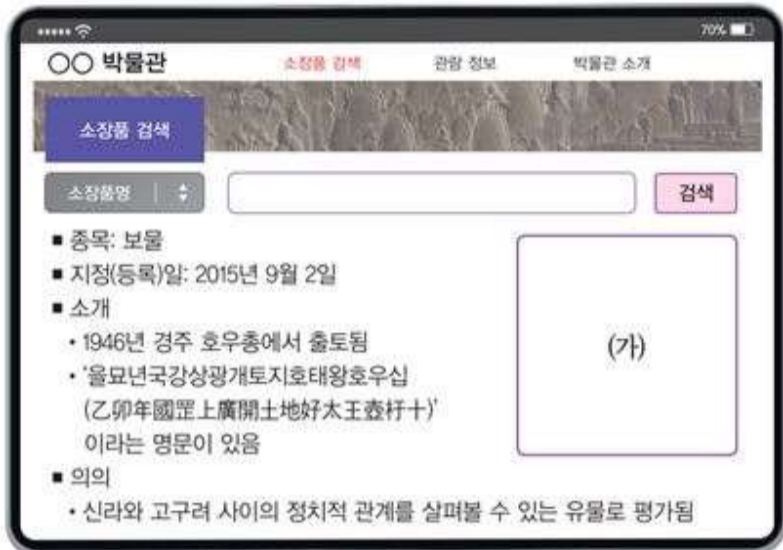 70%
○○ 박물관 소장품 검색 관람 정보 박물관 소개
소장품 검색
소장품명 검색
■ 종목: 보물
■ 지정(등록)일: 2015년 9월 2일
■ 소개
• 1946년 경주 호우총에서 출토됨
• '을묘년국강상광개토지호태왕호우십
(乙卯年國罡上廣開土地好太王壺杅十)'
이라는 명문이 있음
(가)
■ 의의
• 신라와 고구려 사이의 정치적 관계를 살펴볼 수 있는 유물로 평가됨